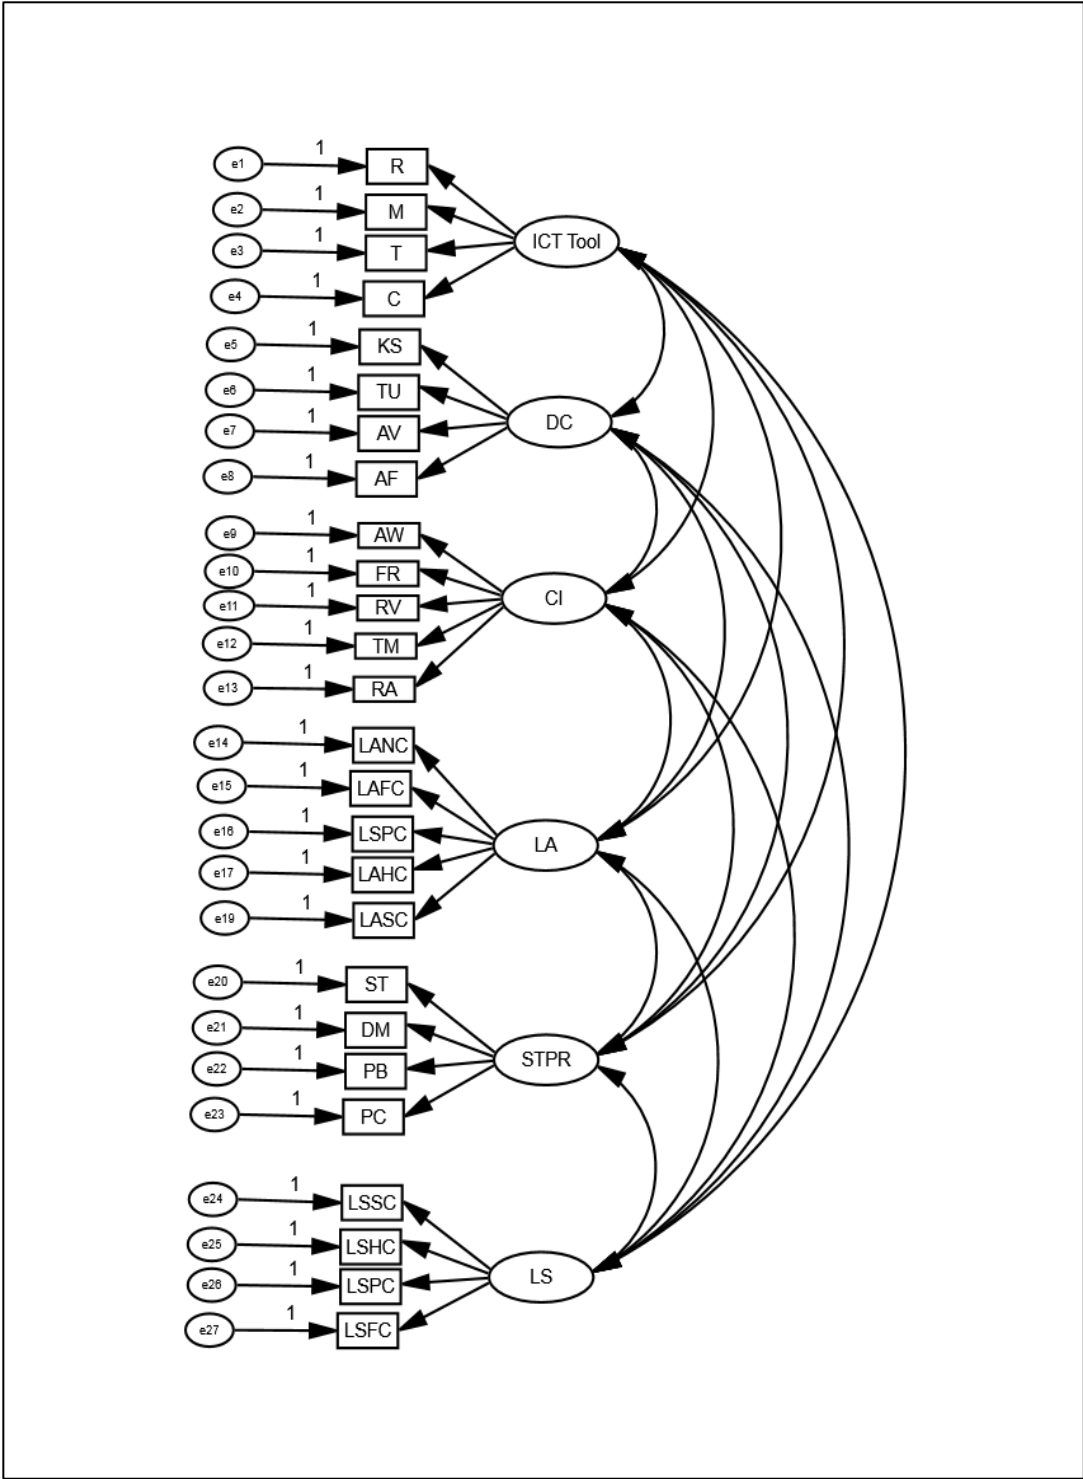 e1 1 R
e2 1 M
e3 1 T
e4 1 C
ICT Tool
e5 1 KS
e6 1 TU
e7 1 AV
e8 1 AF
DC
e9 1 AW
e10 1 FR
e11 1 RV
e12 1 TM
e13 1 RA
CI
e14 1 LANC
e15 1 LAFC
e16 1 LSPC
e17 1 LAHC
e19 1 LASC
LA
e20 1 ST
e21 1 DM
e22 1 PB
e23 1 PC
STPR
e24 1 LSSC
e25 1 LSHC
e26 1 LSPC
e27 1 LSFC
LS